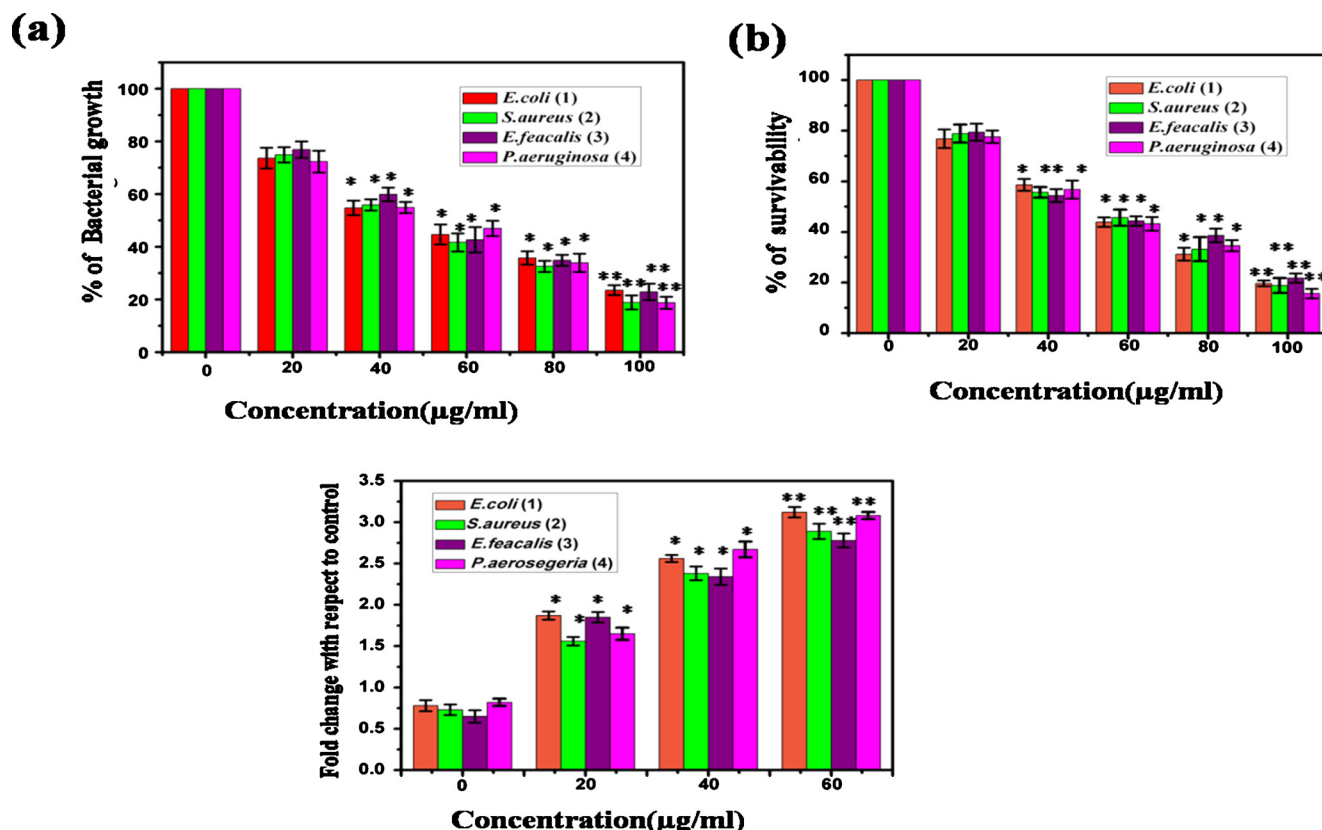 (a)
% of Bacterial growth
100
80
60
40
20
0
E.coli (1)
S.aureus (2)
E.feacalis (3)
P.aeruginosa (4)
* * * *
* * * *
* * * *
** ** ** **
0 20 40 60 80 100
Concentration(µg/ml)
(b)
% of survivability
100
80
60
40
20
0
E.coli (1)
S.aureus (2)
E.feacalis (3)
P.aeruginosa (4)
* ** *
* * * *
* * * *
** ** ** **
0 20 40 60 80 100
Concentration(µg/ml)
Fold change with respect to control
3.5
3.0
2.5
2.0
1.5
1.0
0.5
0.0
E.coli (1)
S.aureus (2)
E.feacalis (3)
P.aerosegeria (4)
* * * *
* * * *
** ** ** **
0 20 40 60
Concentration(µg/ml)